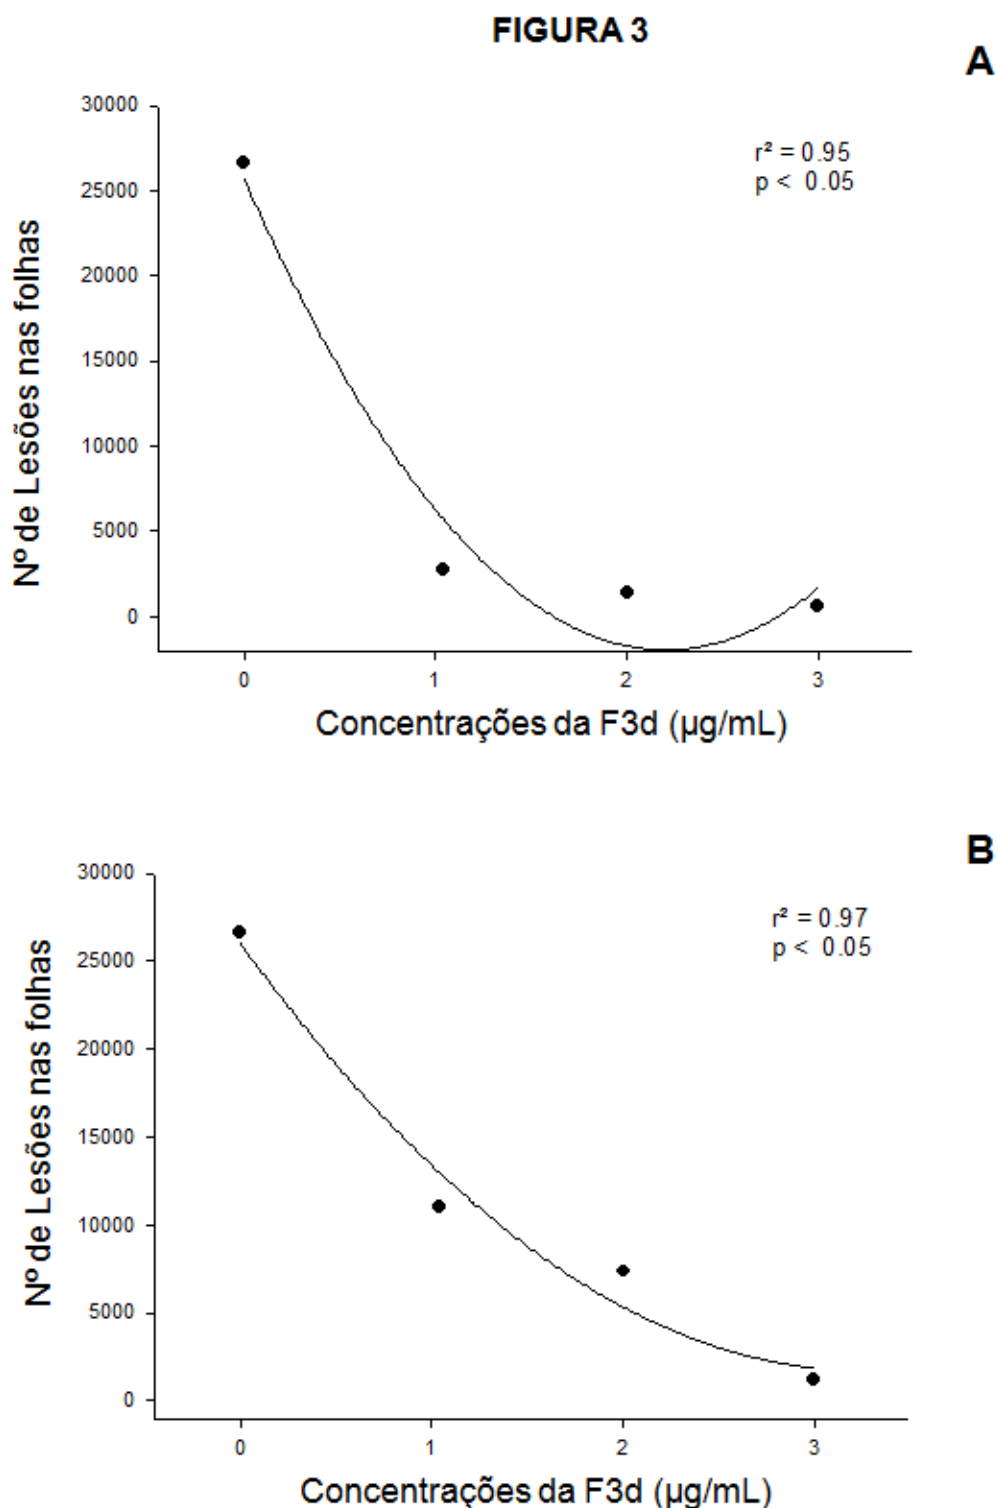 FIGURA 3
A
30000
25000
20000
15000
10000
5000
0
Nº de Lesões nas folhas
r² = 0.95
p < 0.05
0 1 2 3
Concentrações da F3d (µg/mL)
B
30000
25000
20000
15000
10000
5000
0
Nº de Lesões nas folhas
r² = 0.97
p < 0.05
0 1 2 3
Concentrações da F3d (µg/mL)